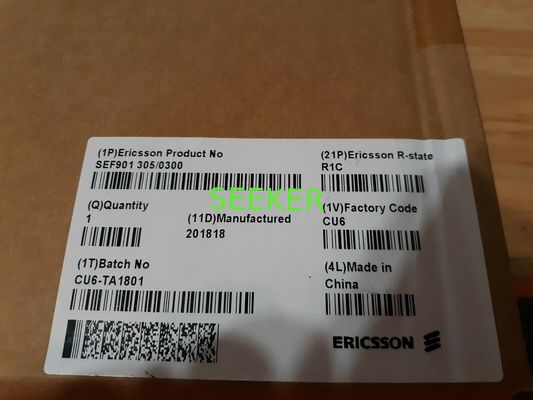 (1P)Ericsson Product No
SEF901 305/0300
(21P)Ericsson R-state
R1C
SEEKER
(Q)Quantity
1
(11D)Manufactured
201818
(1V)Factory Code
CU6
(1T)Batch No
CU6-TA1801
(4L)Made in
China
ERICSSON